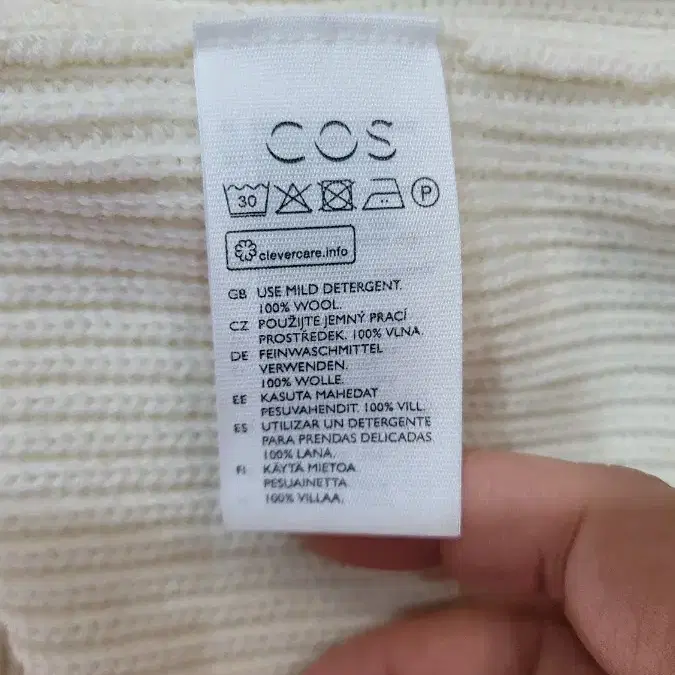 COS
30 P
clevercare.info
GB USE MILD DETERGENT.
100% WOOL.
CZ POUŽIJTE JEMNÝ PRACÍ
PROSTŘEDEK. 100% VLNA.
DE FEINWASCHMITTEL
VERWENDEN.
100% WOLLE.
EE KASUTA MAHEDAT
PESUVAHENDIT. 100% VILL.
ES UTILIZAR UN DETERGENTE
PARA PRENDAS DELICADAS.
100% LANA.
FI KÄYTÄ MIETOA
PESUAINETTA.
100% VILLAA.